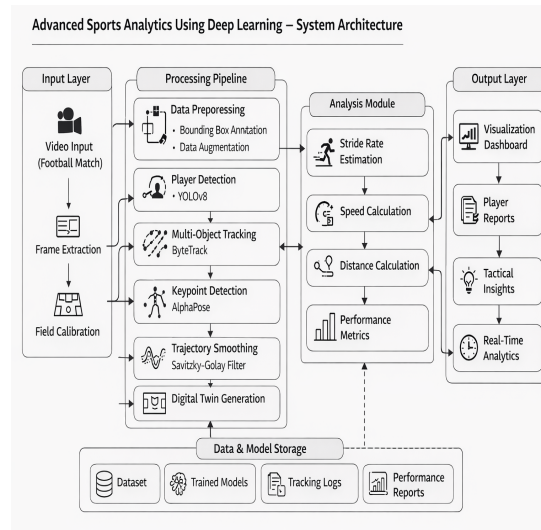 Advanced Sports Analytics Using Deep Learning – System Architecture
Input Layer
Video Input
(Football Match)
Frame Extraction
Field Calibration
Processing Pipeline
Data Preporessing
• Bounding Box Anntation
• Data Augmentation
Player Detection
• YOLOv8
Multi-Object Tracking
ByteTrack
Keypoint Detection
AlphaPose
Trajectory Smoothing
Savitzky-Golay Filter
Digital Twin Generation
Analysis Module
Stride Rate
Estimation
Speed Calculation
Distance Calculation
Performance
Metrics
Output Layer
Visualization
Dashboard
Player
Reports
Tactical
Insights
Real-Time
Analytics
Data & Model Storage
Dataset
Trained Models
Tracking Logs
Performance
Reports